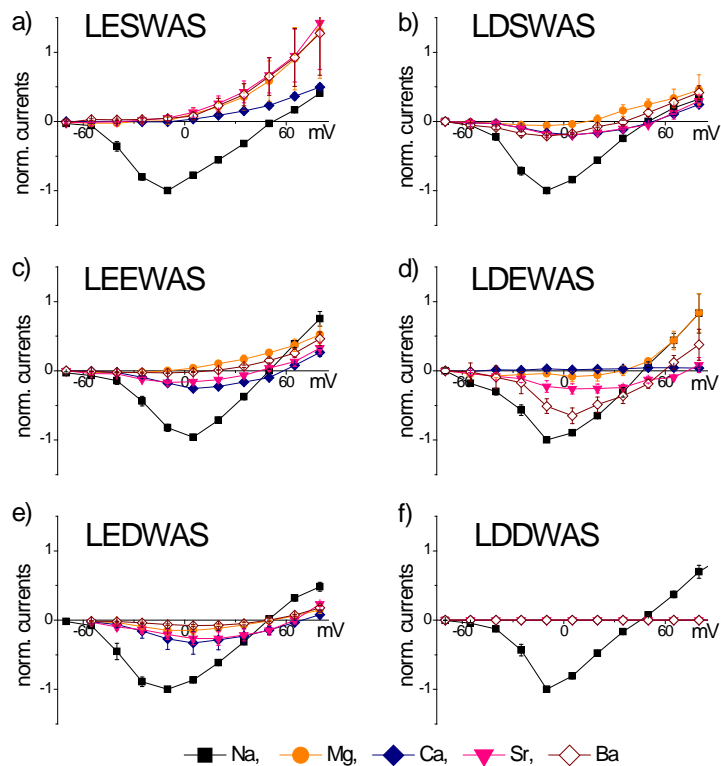 a) LESWAS
norm. currents
1
0
-1
-60 0 60 mV
b) LDSWAS
1
0
-1
-60 0 60 mV
c) LEEWAS
norm. currents
1
0
-1
-60 0 60 mV
d) LDEWAS
norm. currents
1
0
-1
-60 0 60 mV
e) LEDWAS
norm. currents
1
0
-1
-60 0 60 mV
f) LDDWAS
norm. currents
1
0
-1
-60 0 60 mV
Na, Mg, Ca, Sr, Ba